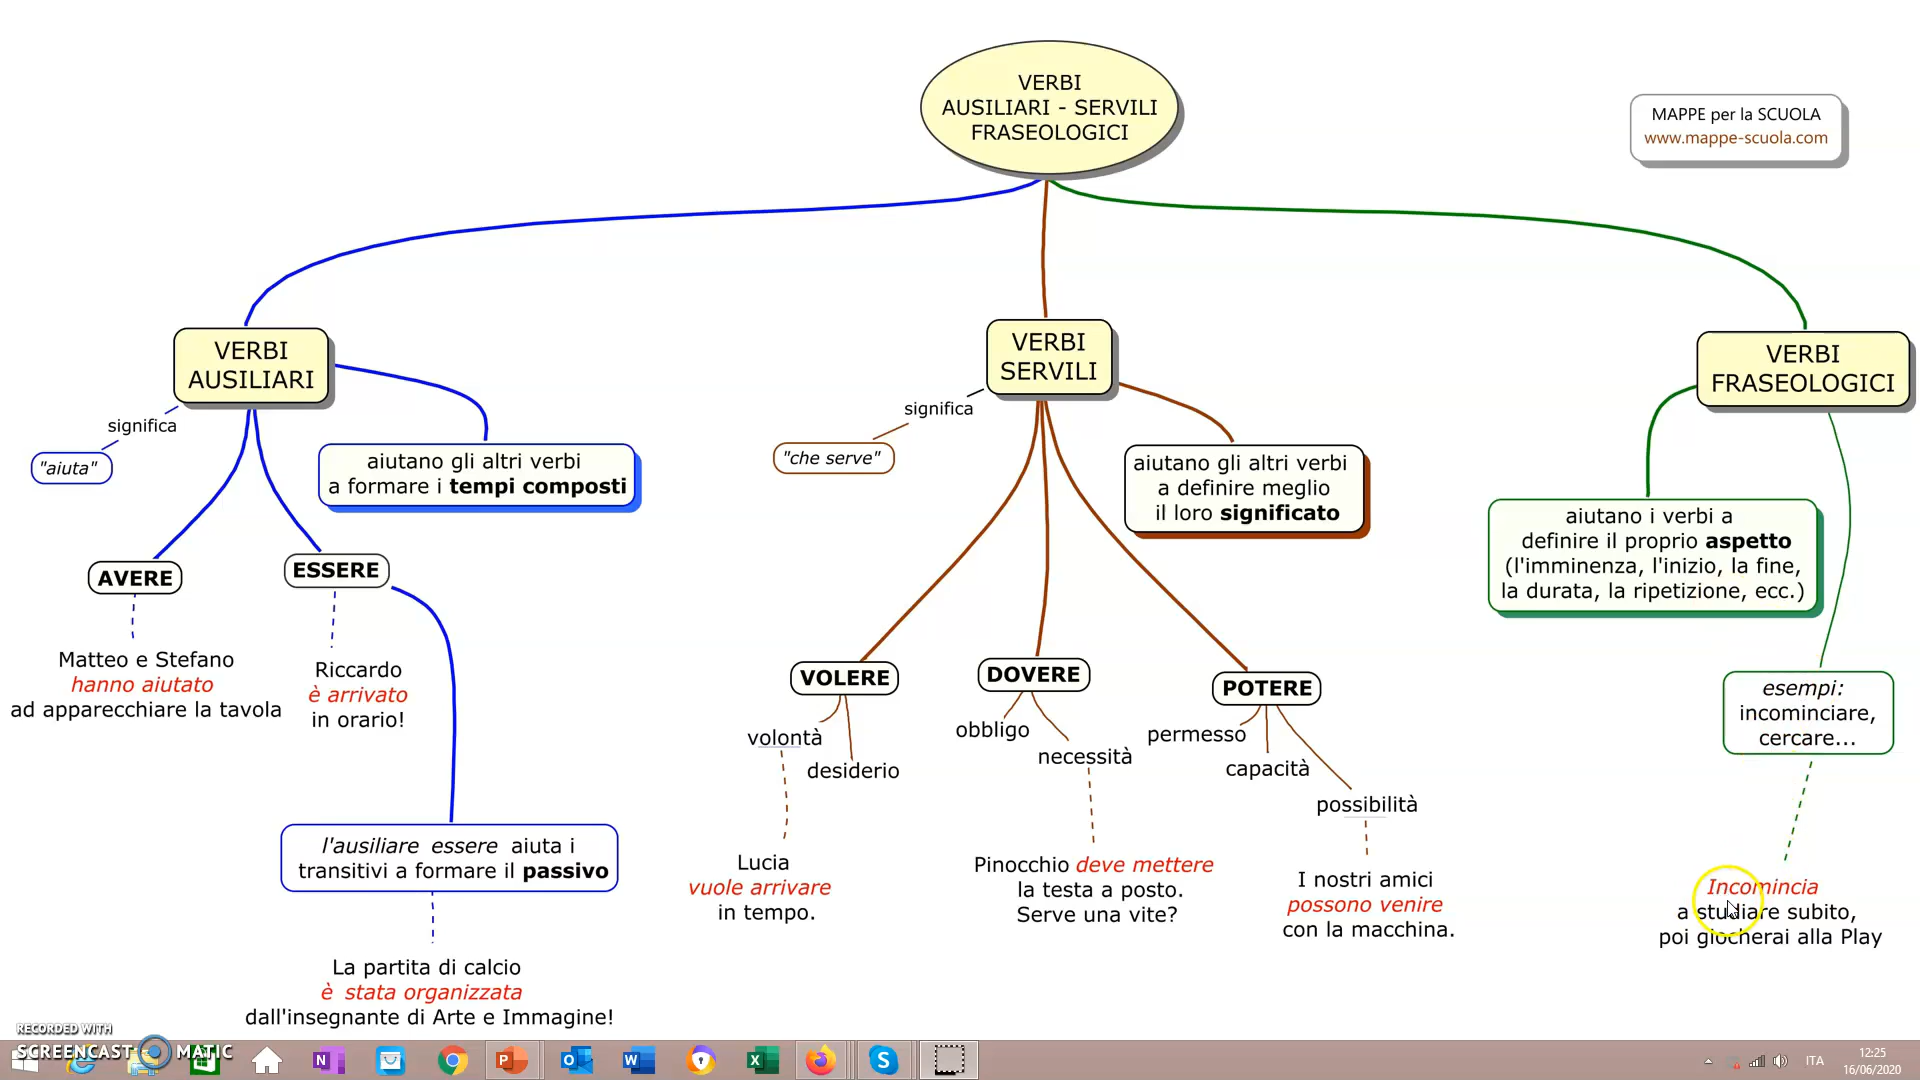 VERBI
AUSILIARI - SERVILI
FRASEOLOGICI
MAPPE per la SCUOLA
www.mappe-scuola.com
VERBI
AUSILIARI
significa
"aiuta"
aiutano gli altri verbi
a formare i tempi composti
AVERE
Matteo e Stefano
hanno aiutato
ad apparecchiare la tavola
ESSERE
Riccardo
è arrivato
in orario!
l'ausiliare essere aiuta i
transitivi a formare il passivo
La partita di calcio
è stata organizzata
dall'insegnante di Arte e Immagine!
VERBI
SERVILI
significa
"che serve"
aiutano gli altri verbi
a definire meglio
il loro significato
VOLERE
volontà
desiderio
Lucia
vuole arrivare
in tempo.
DOVERE
obbligo
necessità
Pinocchio deve mettere
la testa a posto.
Serve una vite?
POTERE
permesso
capacità
possibilità
I nostri amici
possono venire
con la macchina.
VERBI
FRASEOLOGICI
aiutano i verbi a
definire il proprio aspetto
(l'imminenza, l'inizio, la fine,
la durata, la ripetizione, ecc.)
esempi:
incominciare,
cercare...
Incomincia
a studiare subito,
poi giocherai alla Play
RECORDED WITH
SCREENCAST MATIC
ITA
12:25
16/06/2020